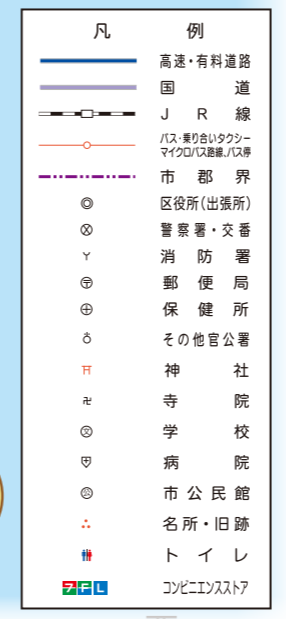 凡例
高速・有料道路
国道
JR線
バス・乗り合いタクシー
マイクロバス路線、バス停
市郡界
区役所(出張所)
警察署・交番
消防署
郵便局
保健所
その他官公署
神社
寺院
文 学校
病院
公 市公民館
名所・旧跡
トイレ
F L コンビニエンスストア